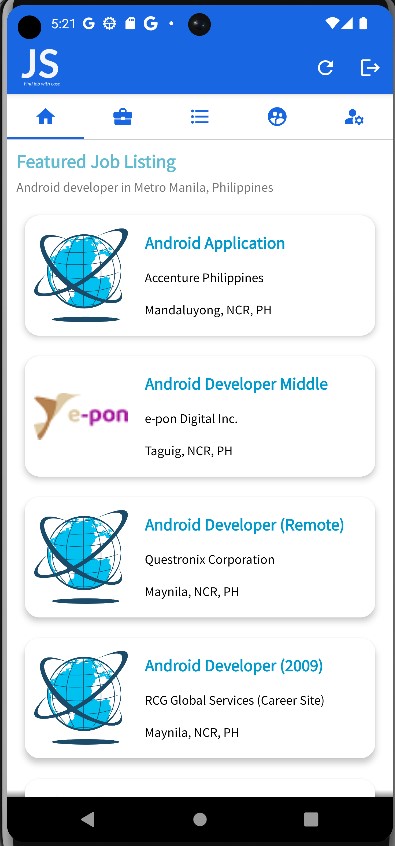 5:21
JS
Featured Job Listing
Android developer in Metro Manila, Philippines
Android Application
Accenture Philippines
Mandaluyong, NCR, PH
e-pon
Android Developer Middle
e-pon Digital Inc.
Taguig, NCR, PH
Android Developer (Remote)
Questronix Corporation
Maynila, NCR, PH
Android Developer (2009)
RCG Global Services (Career Site)
Maynila, NCR, PH